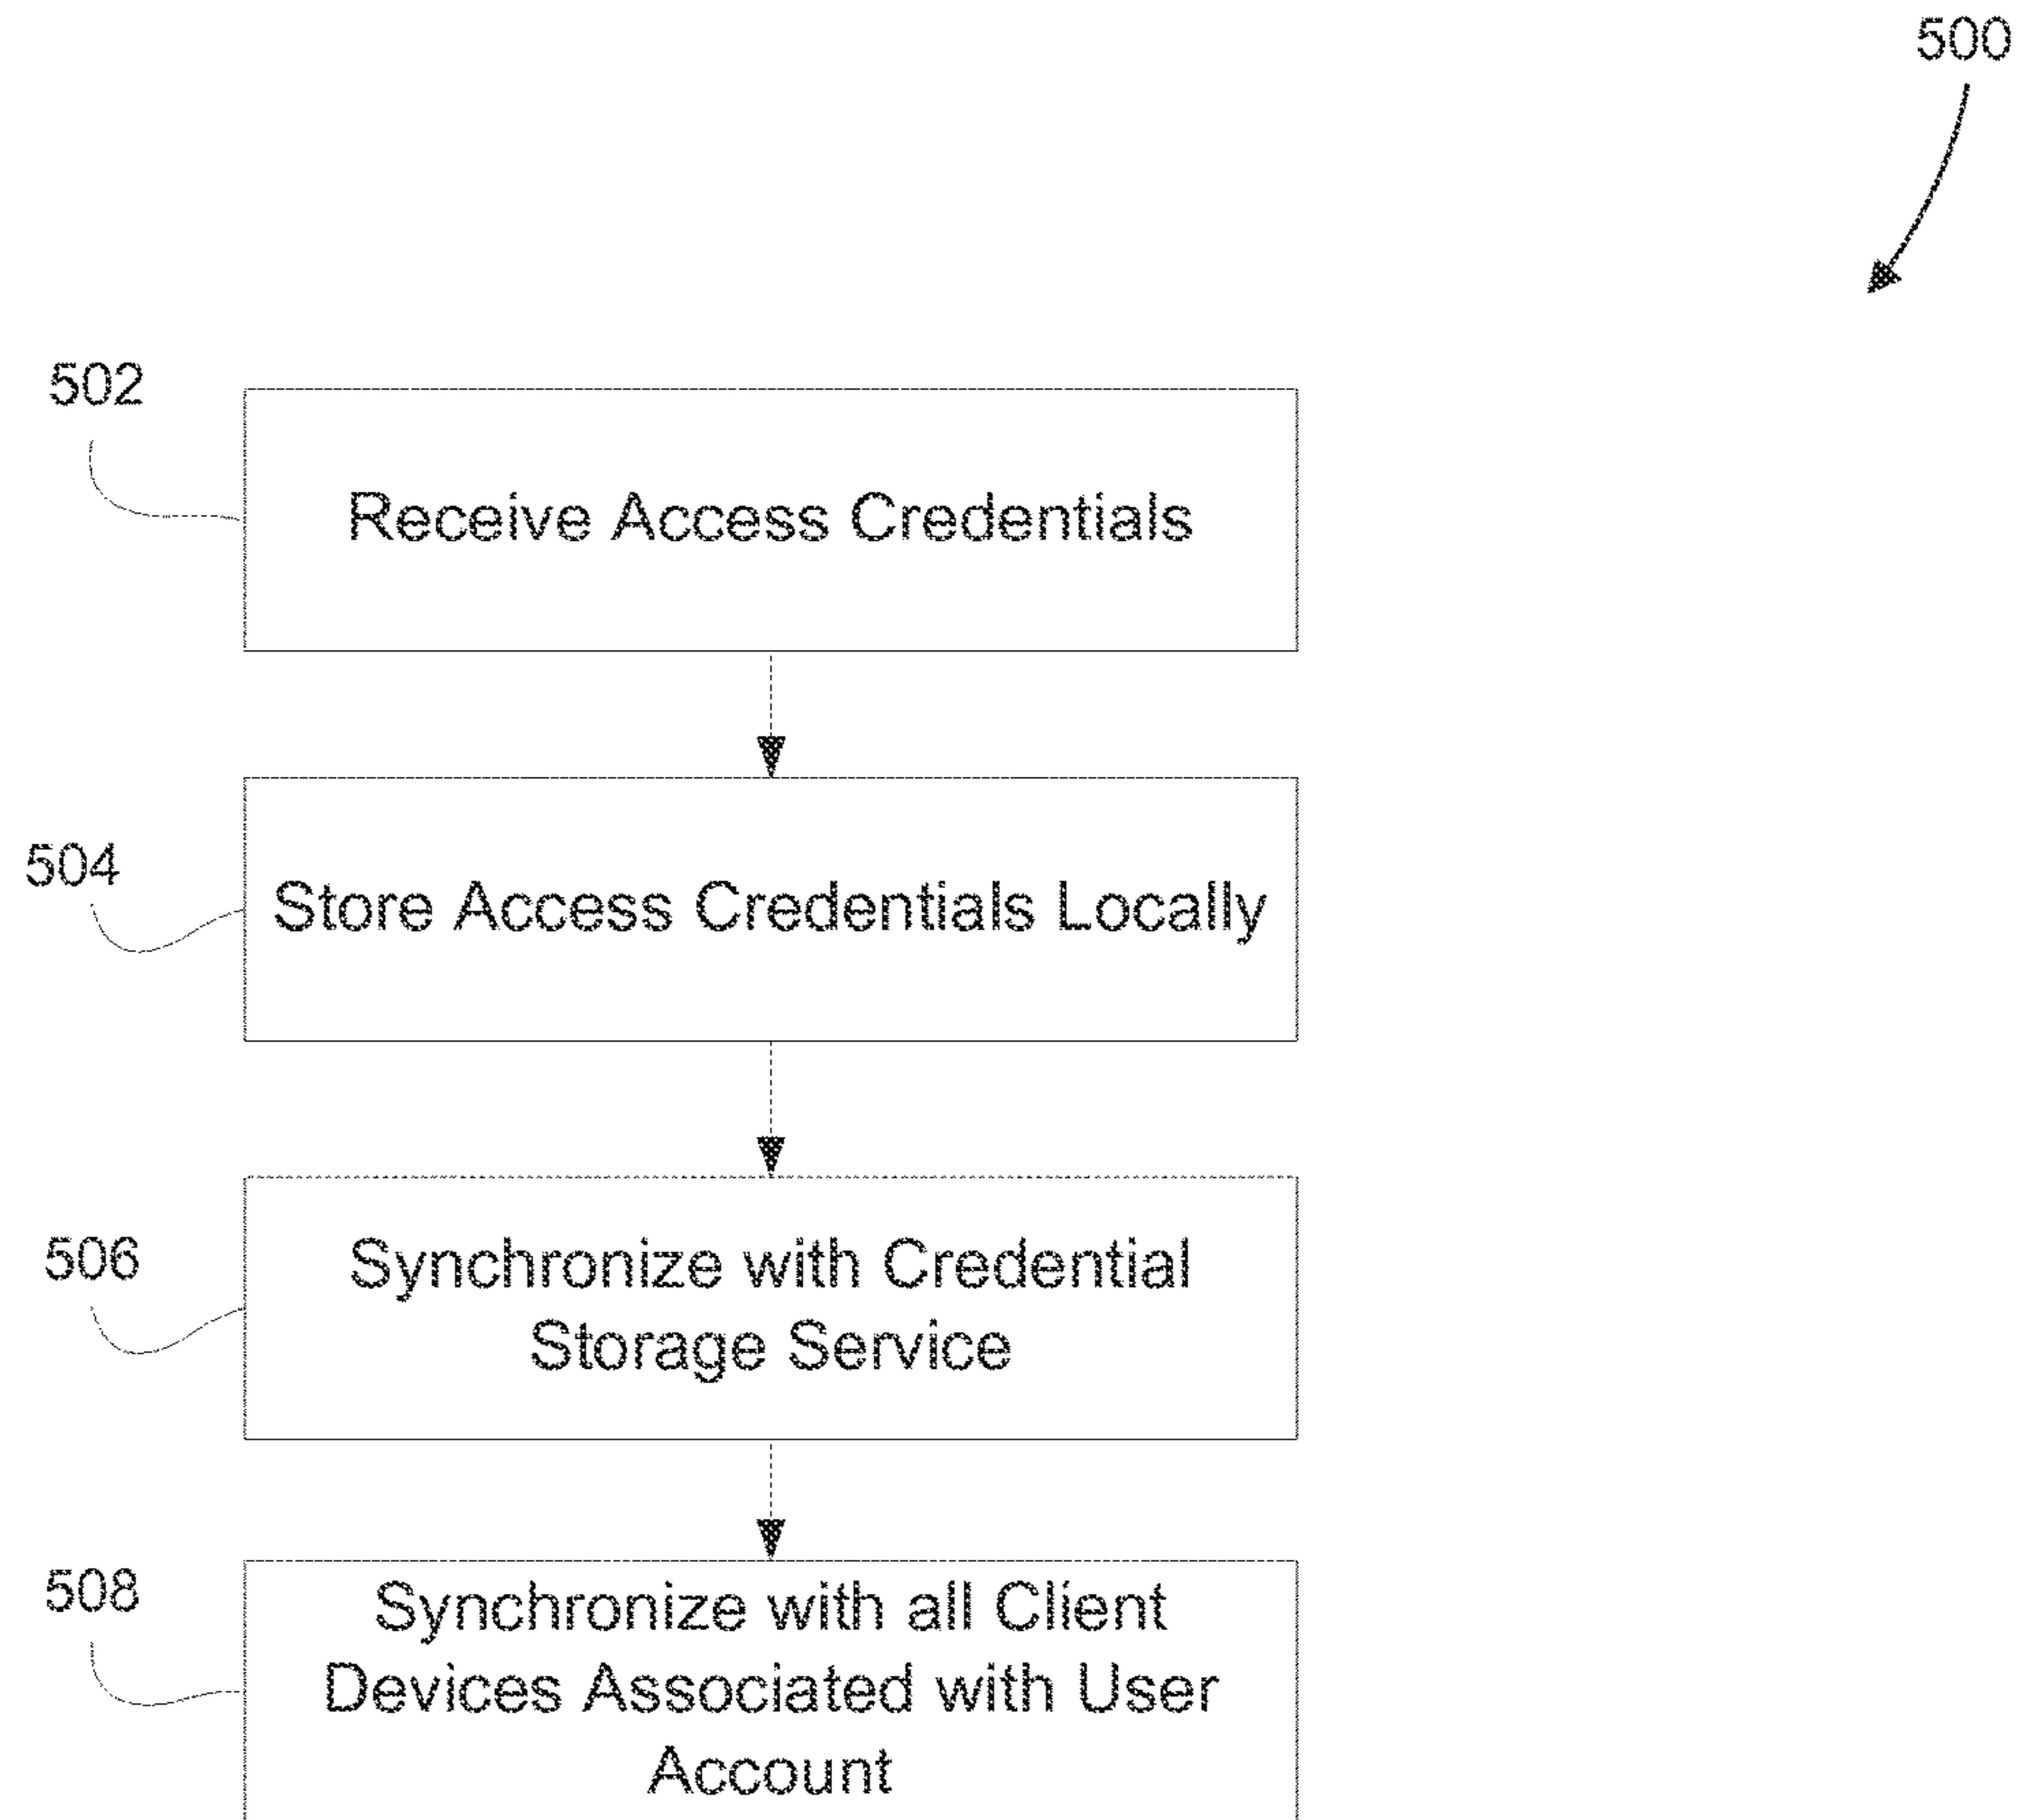 500
502
Receive Access Credentials
504
Store Access Credentials Locally
506
Synchronize with Credential
Storage Service
508
Synchronize with all Client
Devices Associated with User
Account